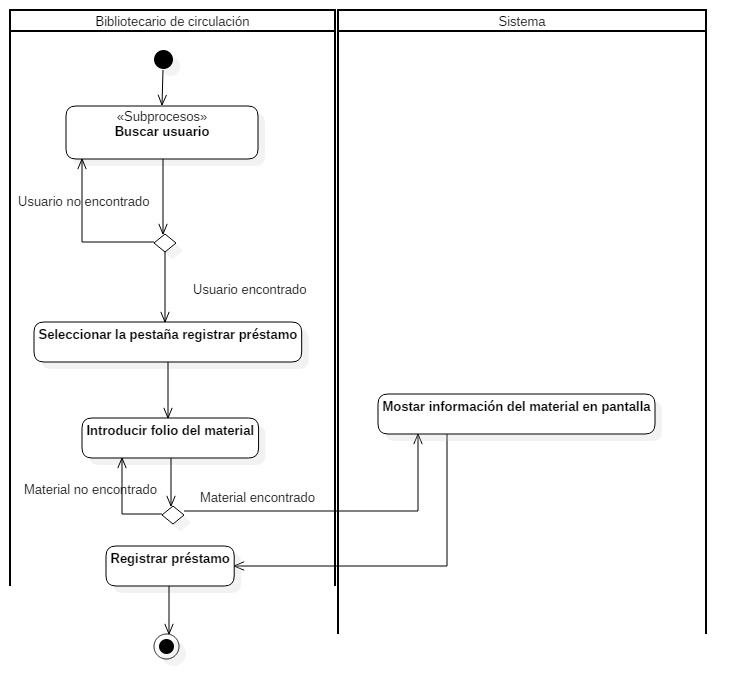 Bibliotecario de circulación
Sistema
«Subprocesos»
Buscar usuario
Usuario no encontrado
Usuario encontrado
Seleccionar la pestaña registrar préstamo
Mostar información del material en pantalla
Introducir folio del material
Material no encontrado
Material encontrado
Registrar préstamo